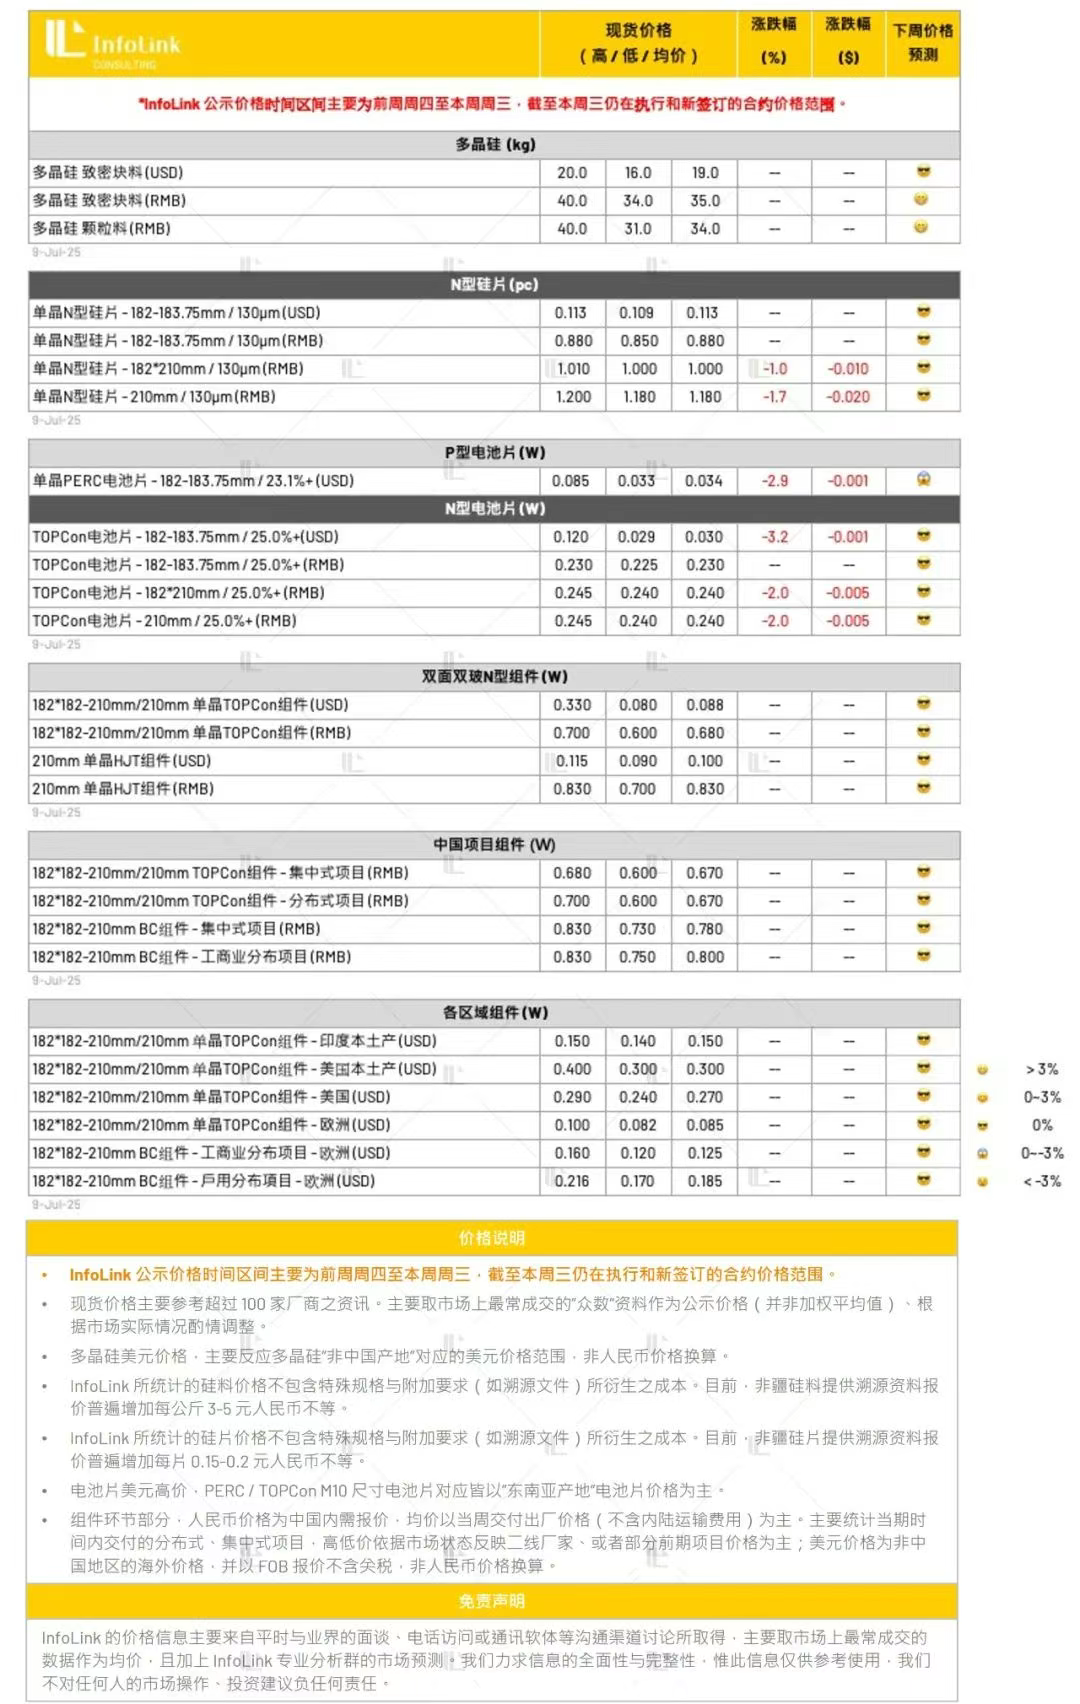 InfoLink
CONSULTING
现货价格
（高/低/均价）
涨跌幅
(%)
涨跌幅
($)
下周价格
预测
*InfoLink 公示价格时间区间主要为前周周四至本周周三，截至本周三仍在执行和新签订的合约价格范围。
多晶硅 (kg)
多晶硅 致密块料(USD) 20.0 16.0 19.0 -- --
多晶硅 致密块料(RMB) 40.0 34.0 35.0 -- --
多晶硅 颗粒料(RMB) 40.0 31.0 34.0 -- --
9-Jul-25
N型硅片(pc)
单晶N型硅片 - 182-183.75mm / 130μm(USD) 0.113 0.109 0.113 -- --
单晶N型硅片 - 182-183.75mm / 130μm(RMB) 0.880 0.850 0.880 -- --
单晶N型硅片 - 182*210mm / 130μm(RMB) 1.010 1.000 1.000 -1.0 -0.010
单晶N型硅片 - 210mm / 130μm(RMB) 1.200 1.180 1.180 -1.7 -0.020
9-Jul-25
P型电池片(W)
单晶PERC电池片 - 182-183.75mm / 23.1%+(USD) 0.085 0.033 0.034 -2.9 -0.001
N型电池片(W)
TOPCon电池片 - 182-183.75mm / 25.0%+(USD) 0.120 0.029 0.030 -3.2 -0.001
TOPCon电池片 - 182-183.75mm / 25.0%+(RMB) 0.230 0.225 0.230 -- --
TOPCon电池片 - 182*210mm / 25.0%+(RMB) 0.245 0.240 0.240 -2.0 -0.005
TOPCon电池片 - 210mm / 25.0%+(RMB) 0.245 0.240 0.240 -2.0 -0.005
9-Jul-25
双面双玻N型组件(W)
182*182-210mm/210mm 单晶TOPCon组件(USD) 0.330 0.080 0.088 -- --
182*182-210mm/210mm 单晶TOPCon组件(RMB) 0.700 0.600 0.680 -- --
210mm 单晶HJT组件(USD) 0.115 0.090 0.100 -- --
210mm 单晶HJT组件(RMB) 0.830 0.700 0.830 -- --
9-Jul-25
中国项目组件 (W)
182*182-210mm/210mm TOPCon组件 - 集中式项目(RMB) 0.680 0.600 0.670 -- --
182*182-210mm/210mm TOPCon组件 - 分布式项目(RMB) 0.700 0.600 0.670 -- --
182*182-210mm BC组件 - 集中式项目(RMB) 0.830 0.730 0.780 -- --
182*182-210mm BC组件 - 工商业分布项目(RMB) 0.830 0.750 0.800 -- --
9-Jul-25
各区域组件(W)
182*182-210mm/210mm 单晶TOPCon组件 - 印度本土产(USD) 0.150 0.140 0.150 -- --
182*182-210mm/210mm 单晶TOPCon组件 - 美国本土产(USD) 0.400 0.300 0.300 -- --
182*182-210mm/210mm 单晶TOPCon组件 - 美国(USD) 0.290 0.240 0.270 -- --
182*182-210mm/210mm 单晶TOPCon组件 - 欧洲(USD) 0.100 0.082 0.085 -- --
182*182-210mm BC组件 - 工商业分布项目 - 欧洲(USD) 0.160 0.120 0.125 -- --
182*182-210mm BC组件 - 戶用分布项目 - 欧洲(USD) 0.216 0.170 0.185 -- --
9-Jul-25
> 3%
0~3%
0%
0~-3%
< -3%
价格说明
• InfoLink 公示价格时间区间主要为前周周四至本周周三，截至本周三仍在执行和新签订的合约价格范围。
• 现货价格主要参考超过 100 家厂商之资讯。主要取市场上最常成交的"众数"资料作为公示价格（并非加权平均值）、根
据市场实际情况酌情调整。
• 多晶硅美元价格，主要反应多晶硅"非中国产地"对应的美元价格范围，非人民币价格换算。
• InfoLink 所统计的硅料价格不包含特殊规格与附加要求（如溯源文件）所衍生之成本。目前，非疆硅料提供溯源资料报
价普遍增加每公斤 3-5 元人民币不等。
• InfoLink 所统计的硅片价格不包含特殊规格与附加要求（如溯源文件）所衍生之成本。目前，非疆硅片提供溯源资料报
价普遍增加每片 0.15-0.2 元人民币不等。
• 电池片美元高价，PERC / TOPCon M10 尺寸电池片对应皆以"东南亚产地"电池片价格为主。
• 组件环节部分，人民币价格为中国内需报价，均价以当周交付出厂价格（不含内陆运输费用）为主。主要统计当期时
间内交付的分布式、集中式项目，高低价依据市场状态反映二线厂家、或者部分前期项目价格为主；美元价格为非中
国地区的海外价格，并以 FOB 报价不含关税，非人民币价格换算。
免责声明
InfoLink 的价格信息主要来自平时与业界的面谈、电话访问或通讯软体等沟通渠道讨论所取得，主要取市场上最常成交的
数据作为均价，且加上 InfoLink 专业分析群的市场预测。我们力求信息的全面性与完整性，惟此信息仅供参考使用，我们
不对任何人的市场操作、投资建议负任何责任。